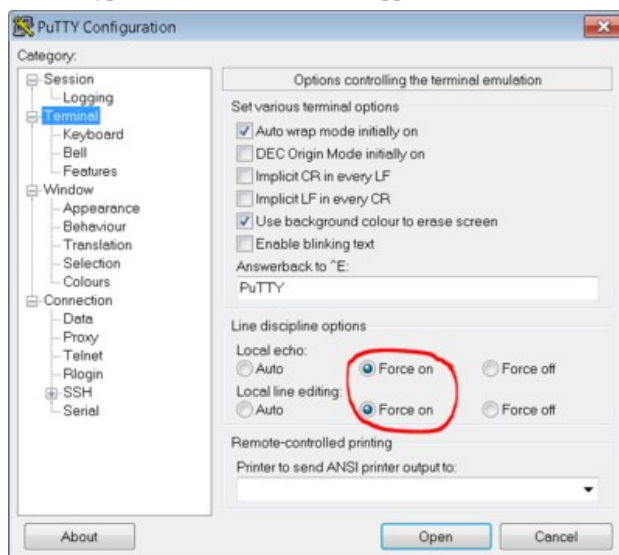 PuTTY Configuration
Category:
Session
Logging
Terminal
Keyboard
Bell
Features
Window
Appearance
Behaviour
Translation
Selection
Colours
Connection
Data
Proxy
Telnet
Rlogin
SSH
Serial
Options controlling the terminal emulation
Set various terminal options
Auto wrap mode initially on
DEC Origin Mode initially on
Implicit CR in every LF
Implicit LF in every CR
Use background colour to erase screen
Enable blinking text
Answerback to ^E:
PuTTY
Line discipline options
Local echo:
Auto Force on Force off
Local line editing:
Auto Force on Force off
Remote-controlled printing
Printer to send ANSI printer output to:
About Open Cancel